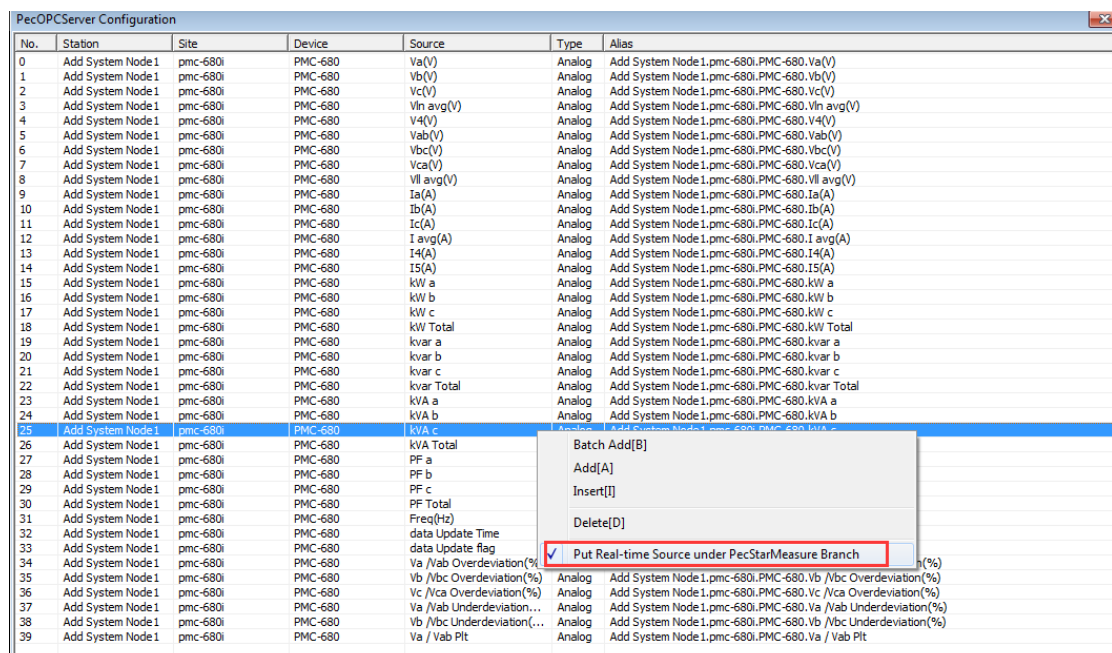 PecOPCServer Configuration
No. Station Site Device Source Type Alias
0 Add System Node1 pmc-680i PMC-680 Va(V) Analog Add System Node1.pmc-680i.PMC-680.Va(V)
1 Add System Node1 pmc-680i PMC-680 Vb(V) Analog Add System Node1.pmc-680i.PMC-680.Vb(V)
2 Add System Node1 pmc-680i PMC-680 Vc(V) Analog Add System Node1.pmc-680i.PMC-680.Vc(V)
3 Add System Node1 pmc-680i PMC-680 Vln avg(V) Analog Add System Node1.pmc-680i.PMC-680.Vln avg(V)
4 Add System Node1 pmc-680i PMC-680 V4(V) Analog Add System Node1.pmc-680i.PMC-680.V4(V)
5 Add System Node1 pmc-680i PMC-680 Vab(V) Analog Add System Node1.pmc-680i.PMC-680.Vab(V)
6 Add System Node1 pmc-680i PMC-680 Vbc(V) Analog Add System Node1.pmc-680i.PMC-680.Vbc(V)
7 Add System Node1 pmc-680i PMC-680 Vca(V) Analog Add System Node1.pmc-680i.PMC-680.Vca(V)
8 Add System Node1 pmc-680i PMC-680 Vll avg(V) Analog Add System Node1.pmc-680i.PMC-680.Vll avg(V)
9 Add System Node1 pmc-680i PMC-680 Ia(A) Analog Add System Node1.pmc-680i.PMC-680.Ia(A)
10 Add System Node1 pmc-680i PMC-680 Ib(A) Analog Add System Node1.pmc-680i.PMC-680.Ib(A)
11 Add System Node1 pmc-680i PMC-680 Ic(A) Analog Add System Node1.pmc-680i.PMC-680.Ic(A)
12 Add System Node1 pmc-680i PMC-680 I avg(A) Analog Add System Node1.pmc-680i.PMC-680.I avg(A)
13 Add System Node1 pmc-680i PMC-680 I4(A) Analog Add System Node1.pmc-680i.PMC-680.I4(A)
14 Add System Node1 pmc-680i PMC-680 I5(A) Analog Add System Node1.pmc-680i.PMC-680.I5(A)
15 Add System Node1 pmc-680i PMC-680 kW a Analog Add System Node1.pmc-680i.PMC-680.kW a
16 Add System Node1 pmc-680i PMC-680 kW b Analog Add System Node1.pmc-680i.PMC-680.kW b
17 Add System Node1 pmc-680i PMC-680 kW c Analog Add System Node1.pmc-680i.PMC-680.kW c
18 Add System Node1 pmc-680i PMC-680 kW Total Analog Add System Node1.pmc-680i.PMC-680.kW Total
19 Add System Node1 pmc-680i PMC-680 kvar a Analog Add System Node1.pmc-680i.PMC-680.kvar a
20 Add System Node1 pmc-680i PMC-680 kvar b Analog Add System Node1.pmc-680i.PMC-680.kvar b
21 Add System Node1 pmc-680i PMC-680 kvar c Analog Add System Node1.pmc-680i.PMC-680.kvar c
22 Add System Node1 pmc-680i PMC-680 kvar Total Analog Add System Node1.pmc-680i.PMC-680.kvar Total
23 Add System Node1 pmc-680i PMC-680 kVA a Analog Add System Node1.pmc-680i.PMC-680.kVA a
24 Add System Node1 pmc-680i PMC-680 kVA b Analog Add System Node1.pmc-680i.PMC-680.kVA b
25 Add System Node1 pmc-680i PMC-680 kVA c Analog Add System Node1.pmc-680i.PMC-680.kVA c
26 Add System Node1 pmc-680i PMC-680 kVA Total
27 Add System Node1 pmc-680i PMC-680 PF a
28 Add System Node1 pmc-680i PMC-680 PF b
29 Add System Node1 pmc-680i PMC-680 PF c
30 Add System Node1 pmc-680i PMC-680 PF Total
31 Add System Node1 pmc-680i PMC-680 Freq(Hz)
32 Add System Node1 pmc-680i PMC-680 data Update Time
33 Add System Node1 pmc-680i PMC-680 data Update flag
34 Add System Node1 pmc-680i PMC-680 Va /Vab Overdeviation(% n(%)
35 Add System Node1 pmc-680i PMC-680 Vb /Vbc Overdeviation(%) Analog Add System Node1.pmc-680i.PMC-680.Vb /Vbc Overdeviation(%)
36 Add System Node1 pmc-680i PMC-680 Vc /Vca Overdeviation(%) Analog Add System Node1.pmc-680i.PMC-680.Vc /Vca Overdeviation(%)
37 Add System Node1 pmc-680i PMC-680 Va /Vab Underdeviation... Analog Add System Node1.pmc-680i.PMC-680.Va /Vab Underdeviation(%)
38 Add System Node1 pmc-680i PMC-680 Vb /Vbc Underdeviation(... Analog Add System Node1.pmc-680i.PMC-680.Vb /Vbc Underdeviation(%)
39 Add System Node1 pmc-680i PMC-680 Va / Vab Plt Analog Add System Node1.pmc-680i.PMC-680.Va / Vab Plt
Batch Add[B]
Add[A]
Insert[I]
Delete[D]
Put Real-time Source under PecStarMeasure Branch